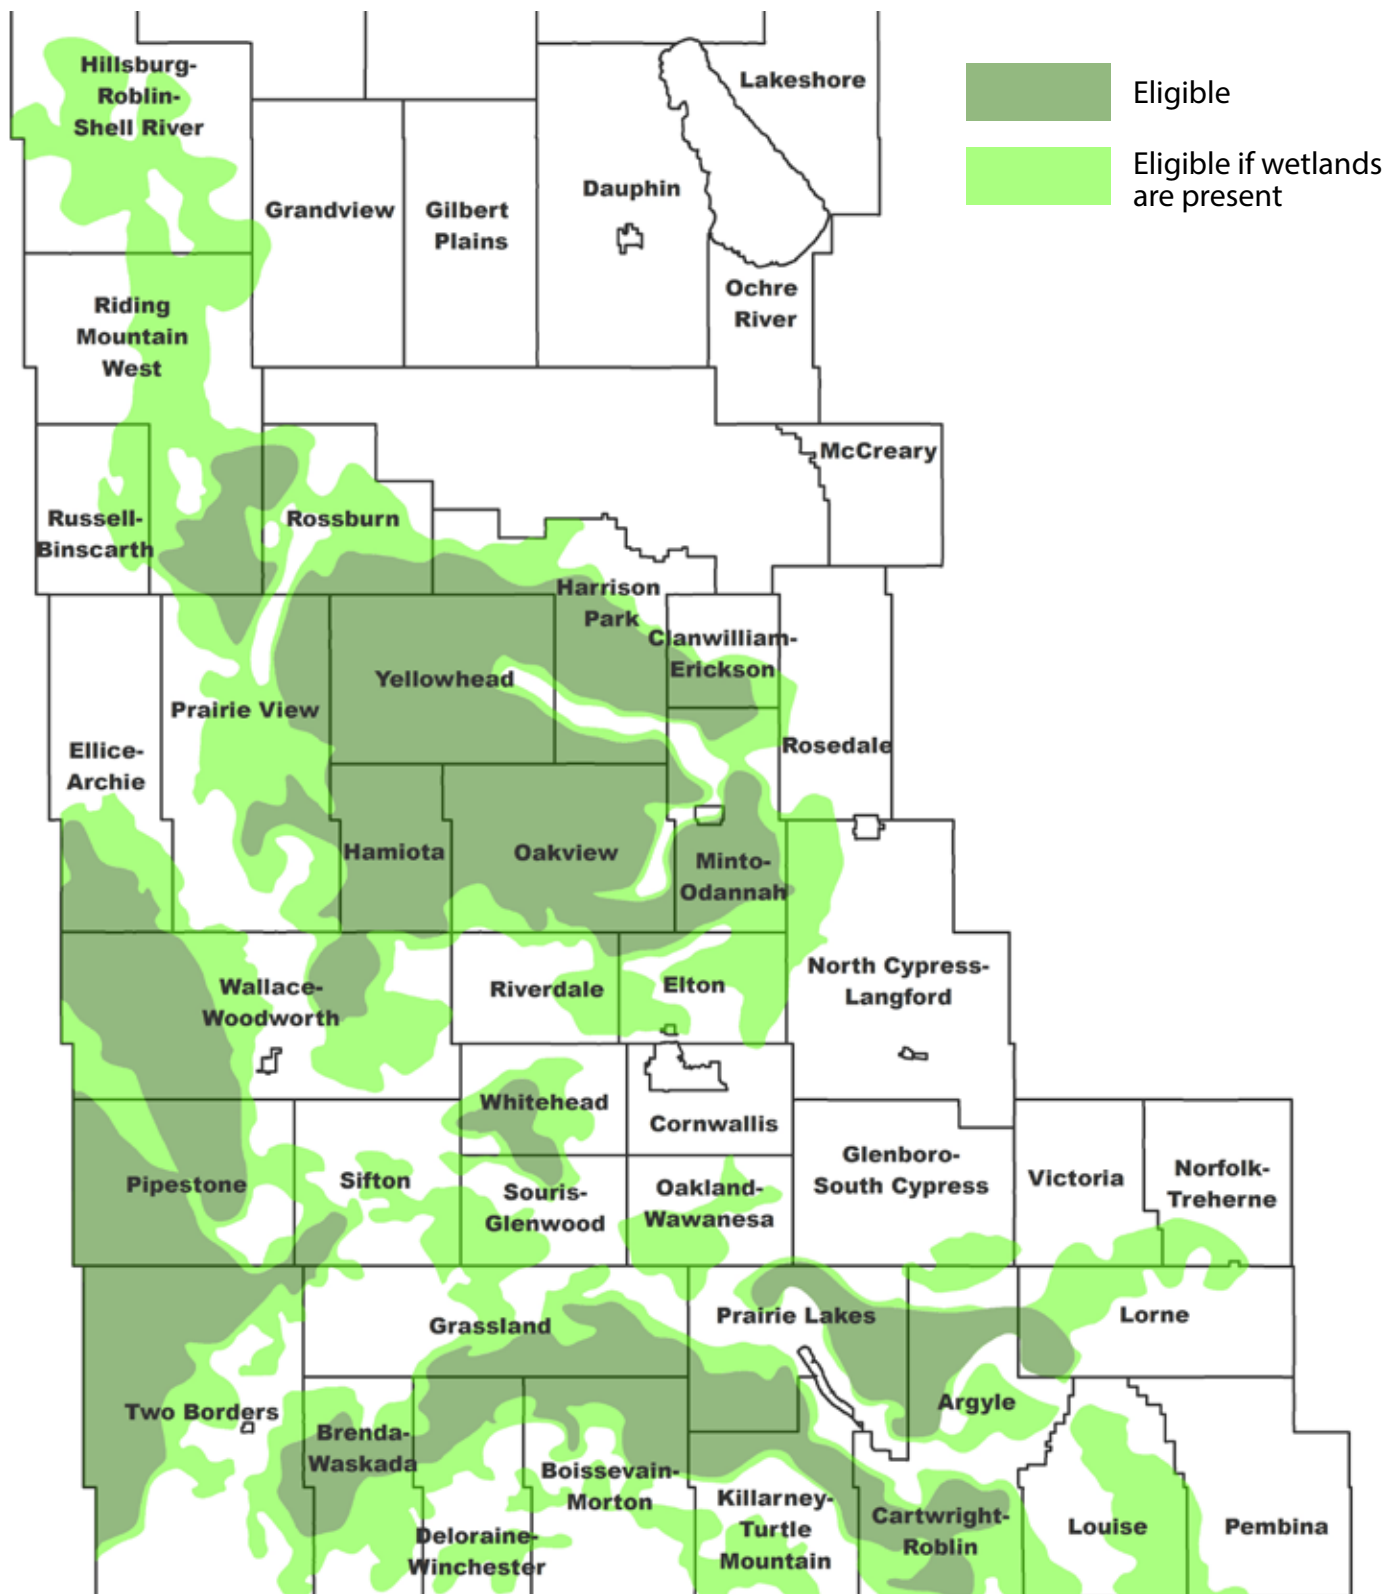 Hillsburg-
Roblin-
Shell River
Lakeshore
Eligible
Eligible if wetlands
are present
Grandview
Gilbert
Plains
Dauphin
Ochre
River
Riding
Mountain
West
McCreary
Russell-
Binscarth
Rossburn
Harrison
Park
Clanwilliam-
Erickson
Yellowhead
Prairie View
Rosedale
Ellice-
Archie
Hamiota
Oakview
Minto-
Odannah
Wallace-
Woodworth
Riverdale
Elton
North Cypress-
Langford
Whitehead
Cornwallis
Pipestone
Sifton
Souris-
Glenwood
Oakland-
Wawanesa
Glenboro-
South Cypress
Victoria
Norfolk-
Treherne
Grassland
Prairie Lakes
Lorne
Two Borders
Brenda-
Waskada
Argyle
Boissevain-
Morton
Killarney-
Turtle
Mountain
Cartwright-
Roblin
Louise
Pembina
Deloraine-
Winchester